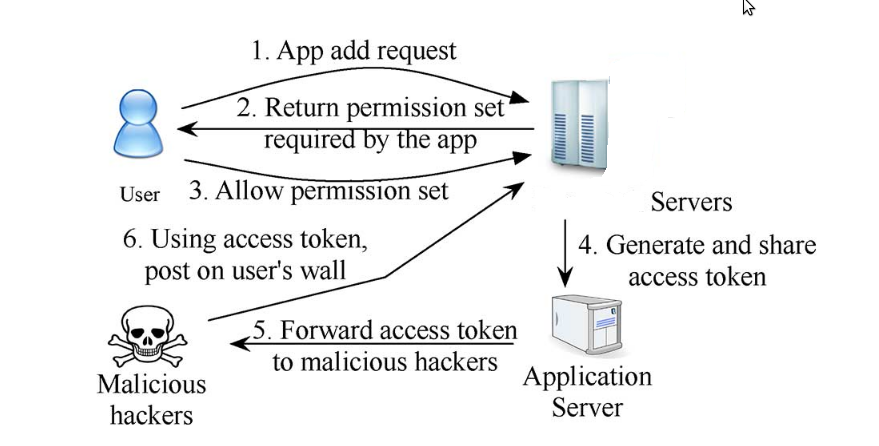 1. App add request
2. Return permission set
required by the app
User
3. Allow permission set
Servers
6. Using access token,
post on user's wall
4. Generate and share
access token
5. Forward access token
to malicious hackers
Malicious
hackers
Application
Server